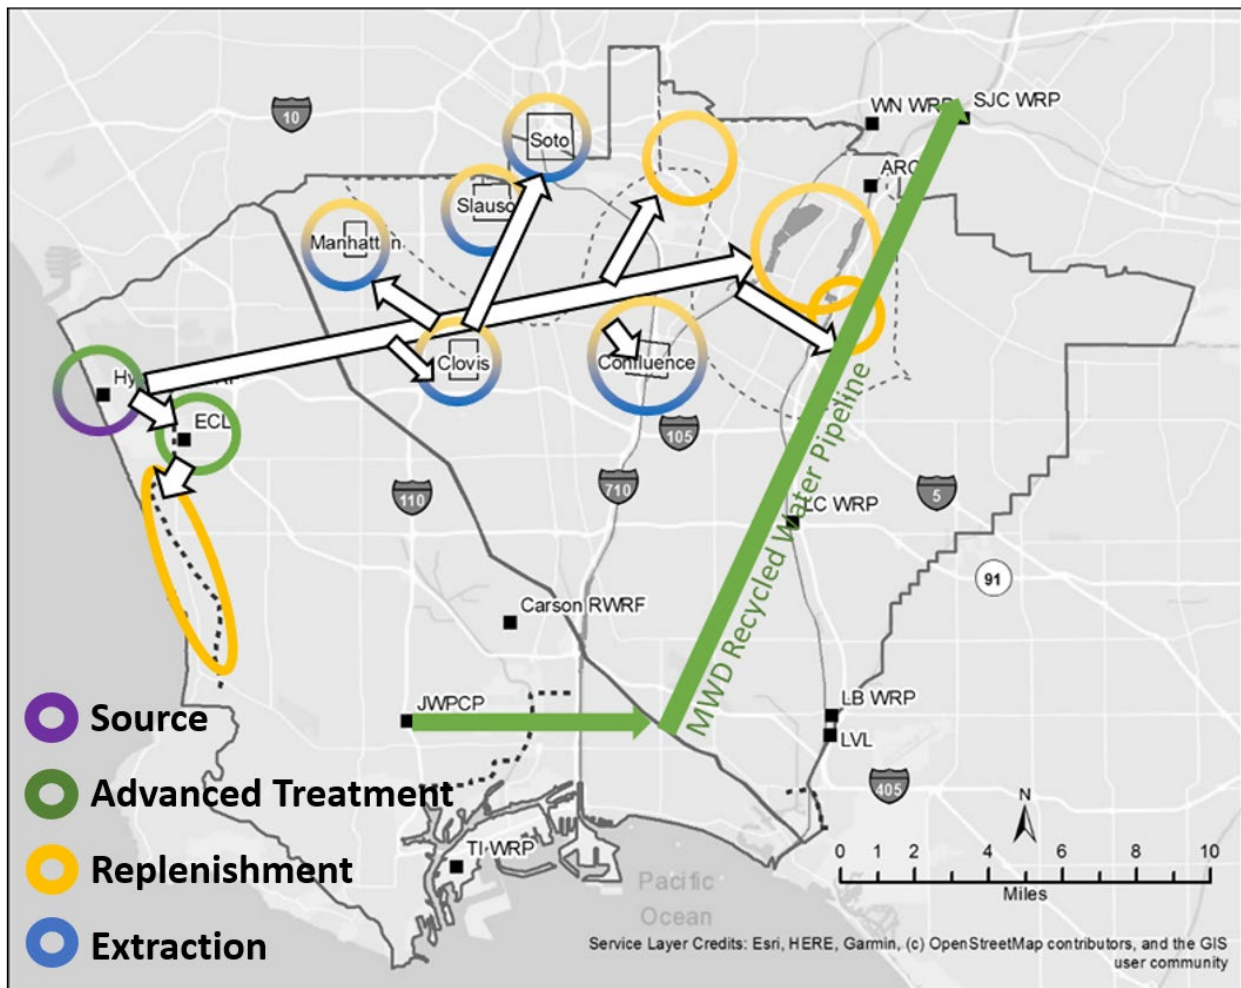 10
Soto
WN WRP
SJC WRP
ARC
Slauso
Manhattan
Clovis
Confluence
Hy
ECL
105
110
710
5
LC WRP
MWD Recycled Water Pipeline
91
Carson RWRF
JWPCP
LB WRP
LVL
405
Source
Advanced Treatment
Replenishment
Extraction
TI WRP
N
0 1 2 4 6 8 10
Miles
Pacific
Ocean
Service Layer Credits: Esri, HERE, Garmin, (c) OpenStreetMap contributors, and the GIS
user community